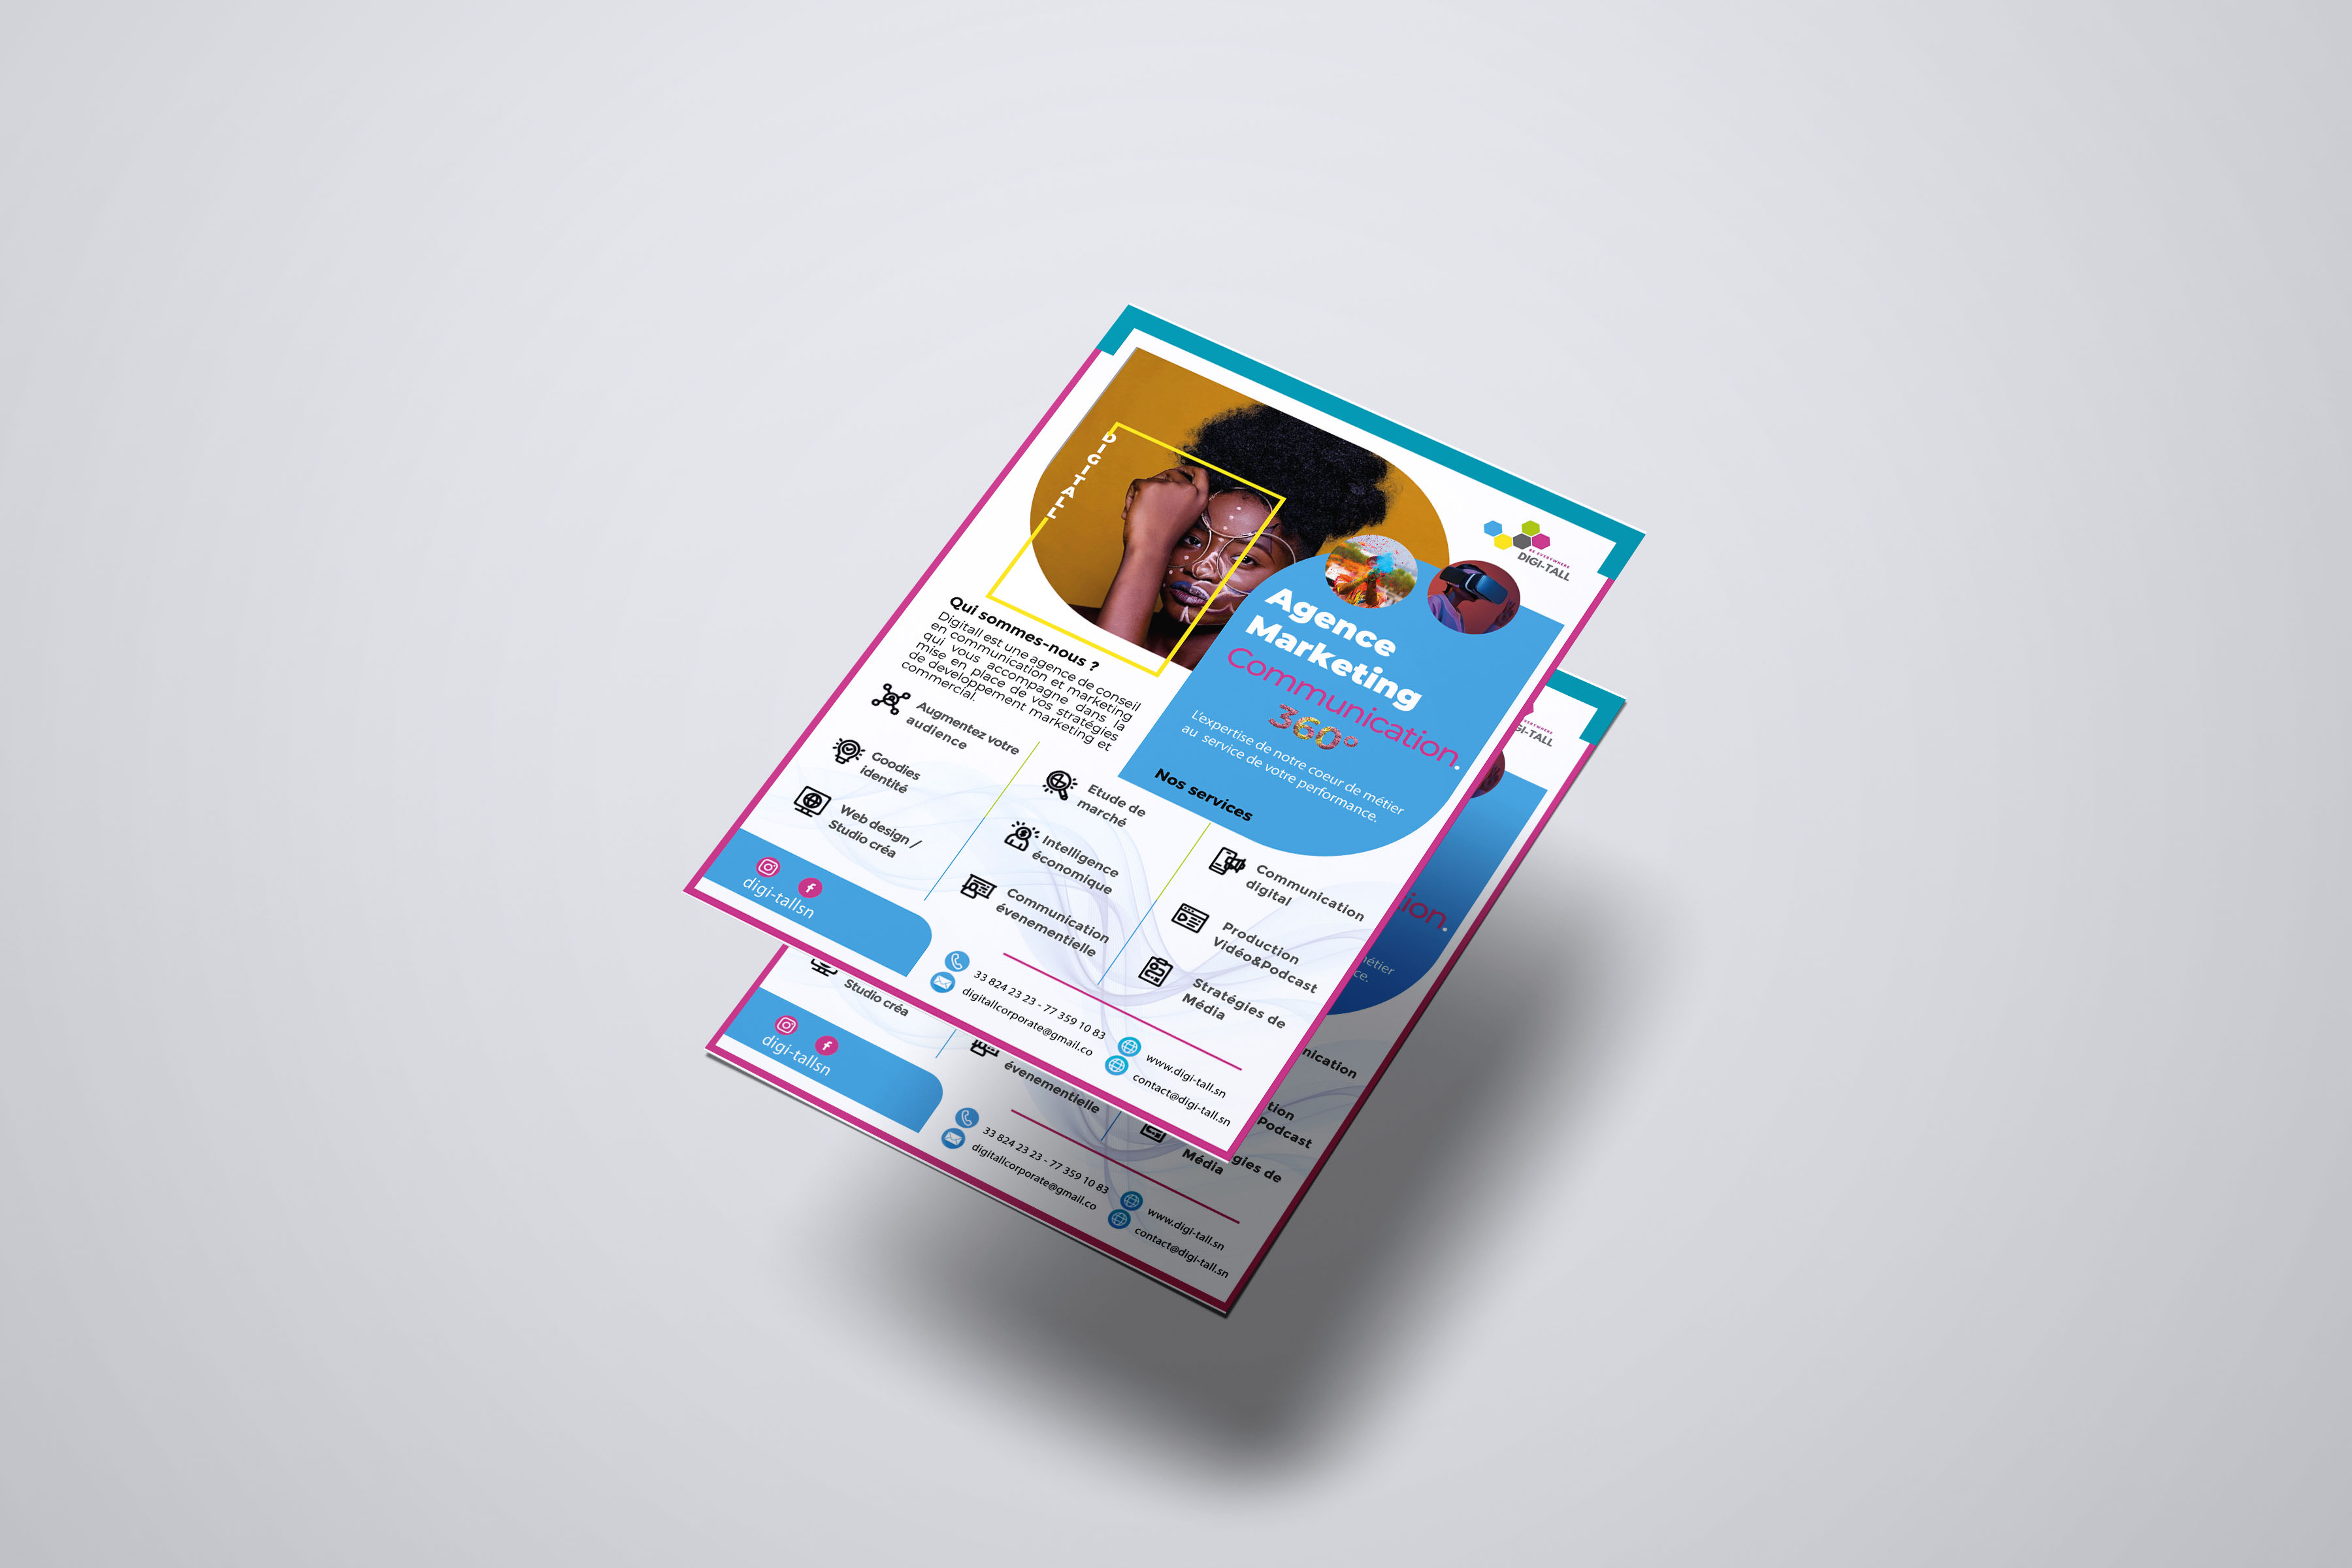 DIGITALL
BE EVERYWHERE
DIGI-TALL
Agence
Marketing
Communication.
360°
L'expertise de notre coeur de métier
au service de votre performance.
Nos services
Qui sommes-nous ?
Digitall est une agence de conseil
en communication et marketing
qui vous accompagne dans la
mise en place de vos stratégies
de developpement marketing et
commercial.
Augmentez votre
audience
Goodies
identité
Web design /
Studio créa
Etude de
marché
Intelligence
économique
Communication
évenementielle
Communication
digital
Production
Vidéo&Podcast
Stratégies de
Média
digi-tallsn
33 824 23 23 - 77 359 10 83
digitallcorporate@gmail.co
www.digi-tall.sn
contact@digi-tall.sn
EVERYWHERE
GI-TALL
ion.
métier
ce.
Studio créa
évenementielle
nication
tion
Podcast
gies de
Média
digi-tallsn
33 824 23 23 - 77 359 10 83
digitallcorporate@gmail.co
www.digi-tall.sn
contact@digi-tall.sn